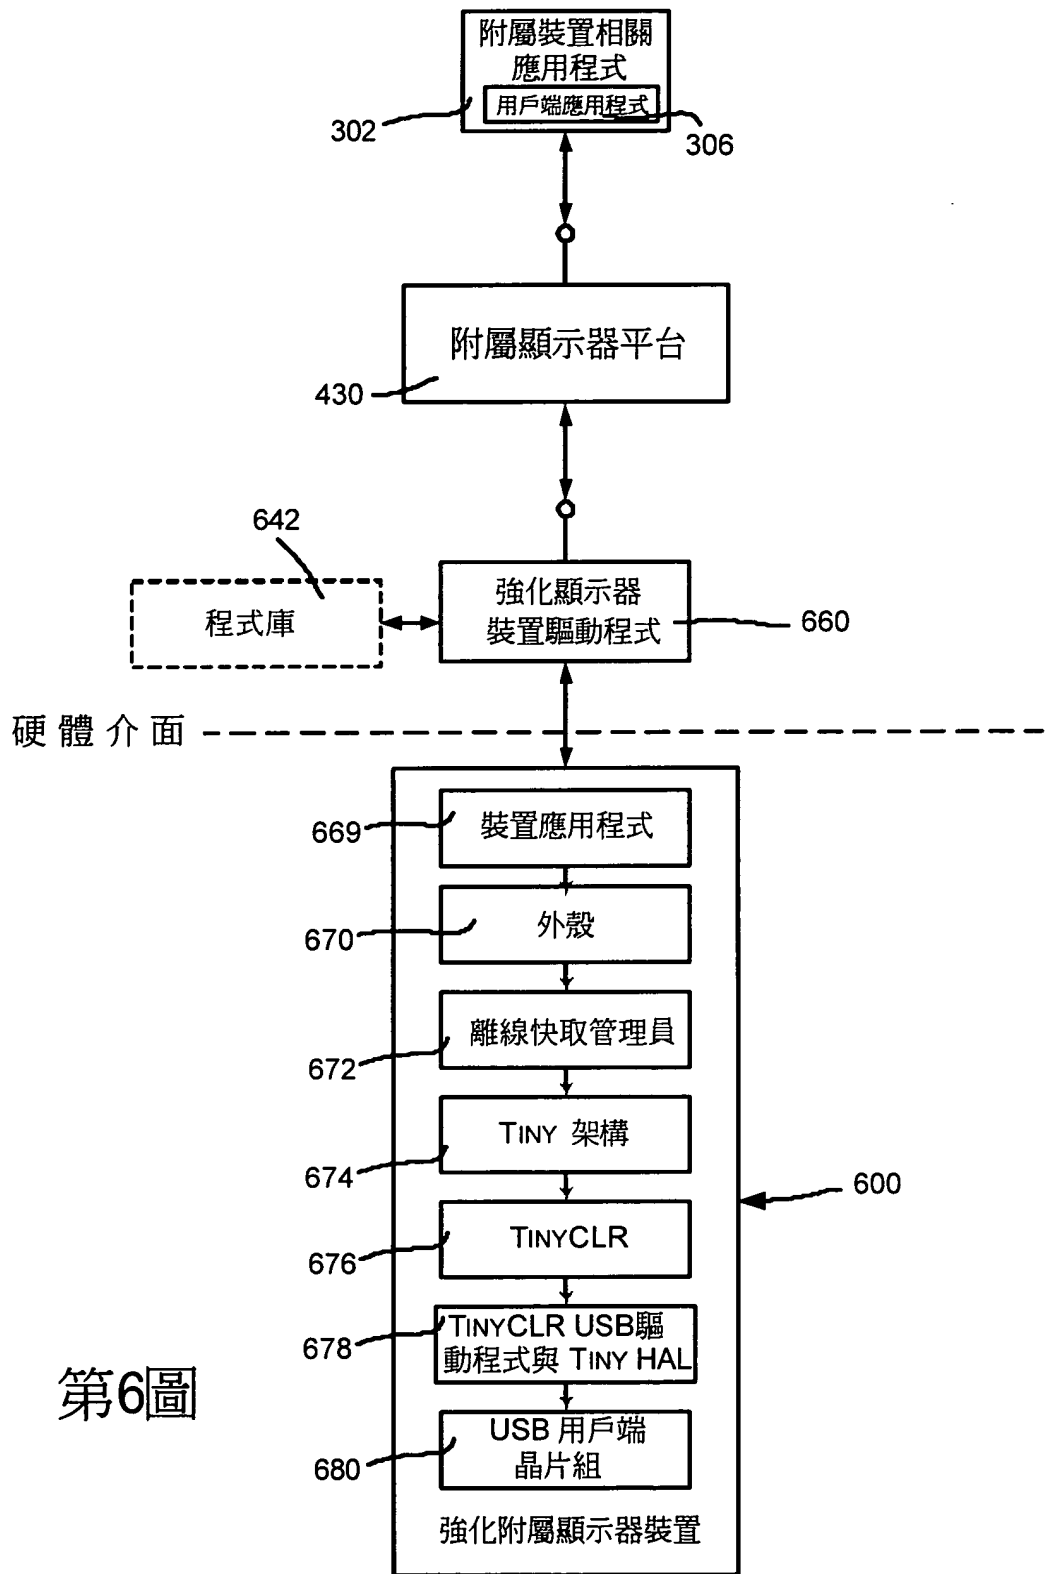 附屬裝置相關
應用程式
用戶端應用程式
302
306
附屬顯示器平台
430
642
程式庫
強化顯示器
裝置驅動程式
660
硬體介面
669
裝置應用程式
670
外殼
672
離線快取管理員
674
TINY 架構
600
676
TINYCLR
678
TINYCLR USB驅
動程式與 TINY HAL
第6圖
680
USB 用戶端
晶片組
強化附屬顯示器裝置